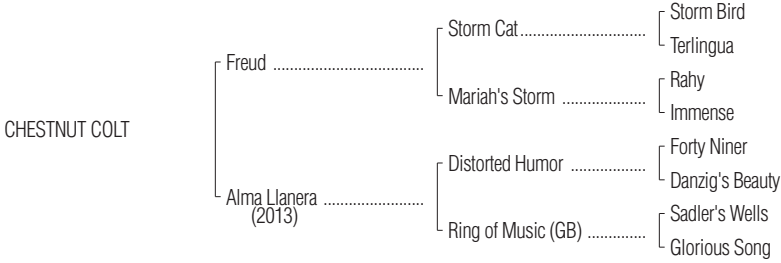 Storm Bird
Storm Cat..............................
Terlingua
Freud ....................................
Rahy
Mariah's Storm ....................
Immense
CHESTNUT COLT
Forty Niner
Distorted Humor ..................
Danzig's Beauty
Alma Llanera ........................
(2013)
Sadler's Wells
Ring of Music (GB) ..............
Glorious Song